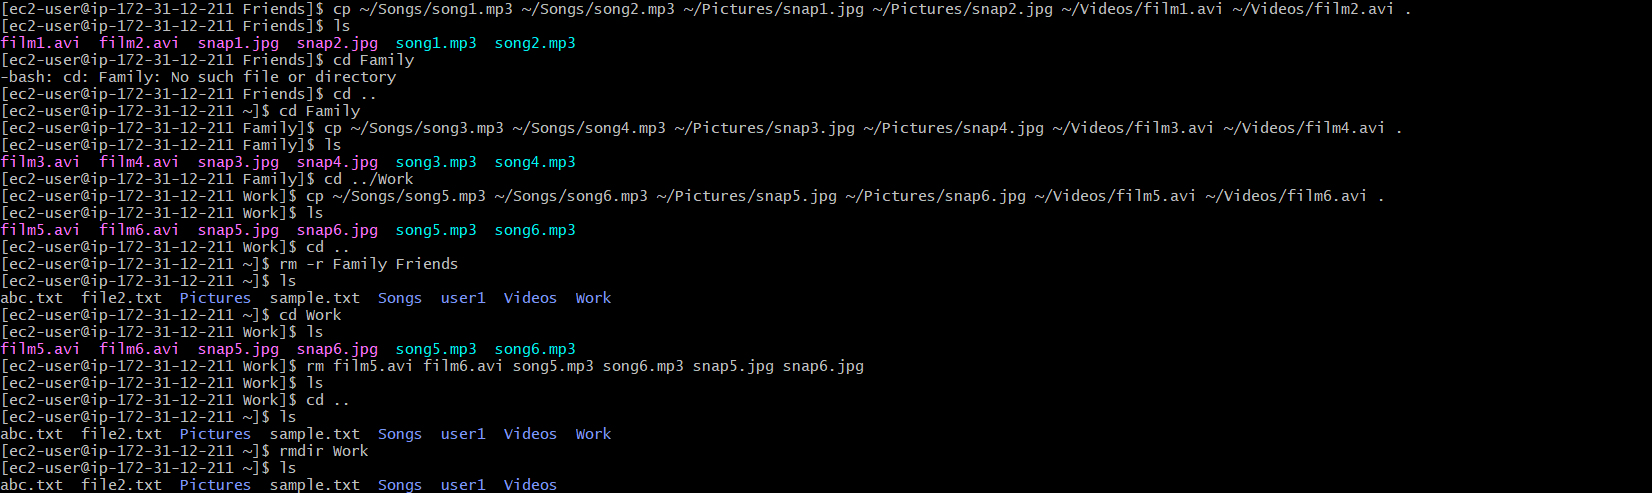 [ec2-user@ip-172-31-12-211 Friends]$ cp ~/Songs/song1.mp3 ~/Songs/song2.mp3 ~/Pictures/snap1.jpg ~/Pictures/snap2.jpg ~/Videos/film1.avi ~/Videos/film2.avi .
[ec2-user@ip-172-31-12-211 Friends]$ ls
film1.avi  film2.avi  snap1.jpg  snap2.jpg  song1.mp3  song2.mp3
[ec2-user@ip-172-31-12-211 Friends]$ cd Family
-bash: cd: Family: No such file or directory
[ec2-user@ip-172-31-12-211 Friends]$ cd ..
[ec2-user@ip-172-31-12-211 ~]$ cd Family
[ec2-user@ip-172-31-12-211 Family]$ cp ~/Songs/song3.mp3 ~/Songs/song4.mp3 ~/Pictures/snap3.jpg ~/Pictures/snap4.jpg ~/Videos/film3.avi ~/Videos/film4.avi .
[ec2-user@ip-172-31-12-211 Family]$ ls
film3.avi  film4.avi  snap3.jpg  snap4.jpg  song3.mp3  song4.mp3
[ec2-user@ip-172-31-12-211 Family]$ cd ../Work
[ec2-user@ip-172-31-12-211 Work]$ cp ~/Songs/song5.mp3 ~/Songs/song6.mp3 ~/Pictures/snap5.jpg ~/Pictures/snap6.jpg ~/Videos/film5.avi ~/Videos/film6.avi .
[ec2-user@ip-172-31-12-211 Work]$ ls
film5.avi  film6.avi  snap5.jpg  snap6.jpg  song5.mp3  song6.mp3
[ec2-user@ip-172-31-12-211 Work]$ cd ..
[ec2-user@ip-172-31-12-211 ~]$ rm -r Family Friends
[ec2-user@ip-172-31-12-211 ~]$ ls
abc.txt  file2.txt  Pictures  sample.txt  Songs  user1  Videos  Work
[ec2-user@ip-172-31-12-211 ~]$ cd Work
[ec2-user@ip-172-31-12-211 Work]$ ls
film5.avi  film6.avi  snap5.jpg  snap6.jpg  song5.mp3  song6.mp3
[ec2-user@ip-172-31-12-211 Work]$ rm film5.avi film6.avi song5.mp3 song6.mp3 snap5.jpg snap6.jpg
[ec2-user@ip-172-31-12-211 Work]$ ls
[ec2-user@ip-172-31-12-211 Work]$ cd ..
[ec2-user@ip-172-31-12-211 ~]$ ls
abc.txt  file2.txt  Pictures  sample.txt  Songs  user1  Videos  Work
[ec2-user@ip-172-31-12-211 ~]$ rmdir Work
[ec2-user@ip-172-31-12-211 ~]$ ls
abc.txt  file2.txt  Pictures  sample.txt  Songs  user1  Videos